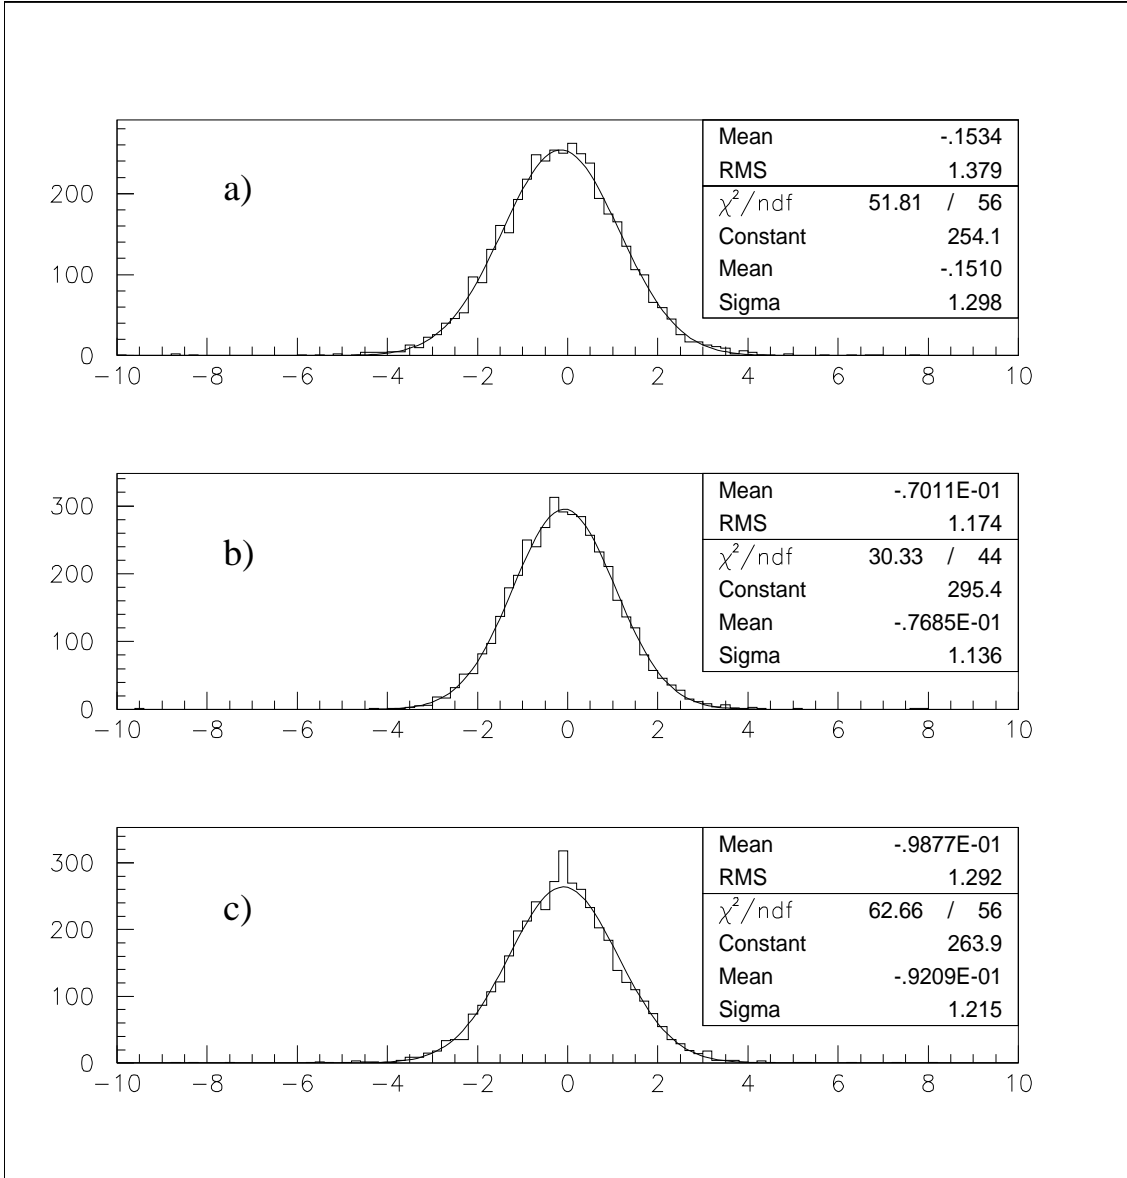 a)
Mean -.1534
RMS 1.379
χ²/ndf 51.81 / 56
Constant 254.1
Mean -.1510
Sigma 1.298
200
100
0
-10 -8 -6 -4 -2 0 2 4 6 8 10
b)
Mean -.7011E-01
RMS 1.174
χ²/ndf 30.33 / 44
Constant 295.4
Mean -.7685E-01
Sigma 1.136
300
200
100
0
-10 -8 -6 -4 -2 0 2 4 6 8 10
c)
Mean -.9877E-01
RMS 1.292
χ²/ndf 62.66 / 56
Constant 263.9
Mean -.9209E-01
Sigma 1.215
300
200
100
0
-10 -8 -6 -4 -2 0 2 4 6 8 10